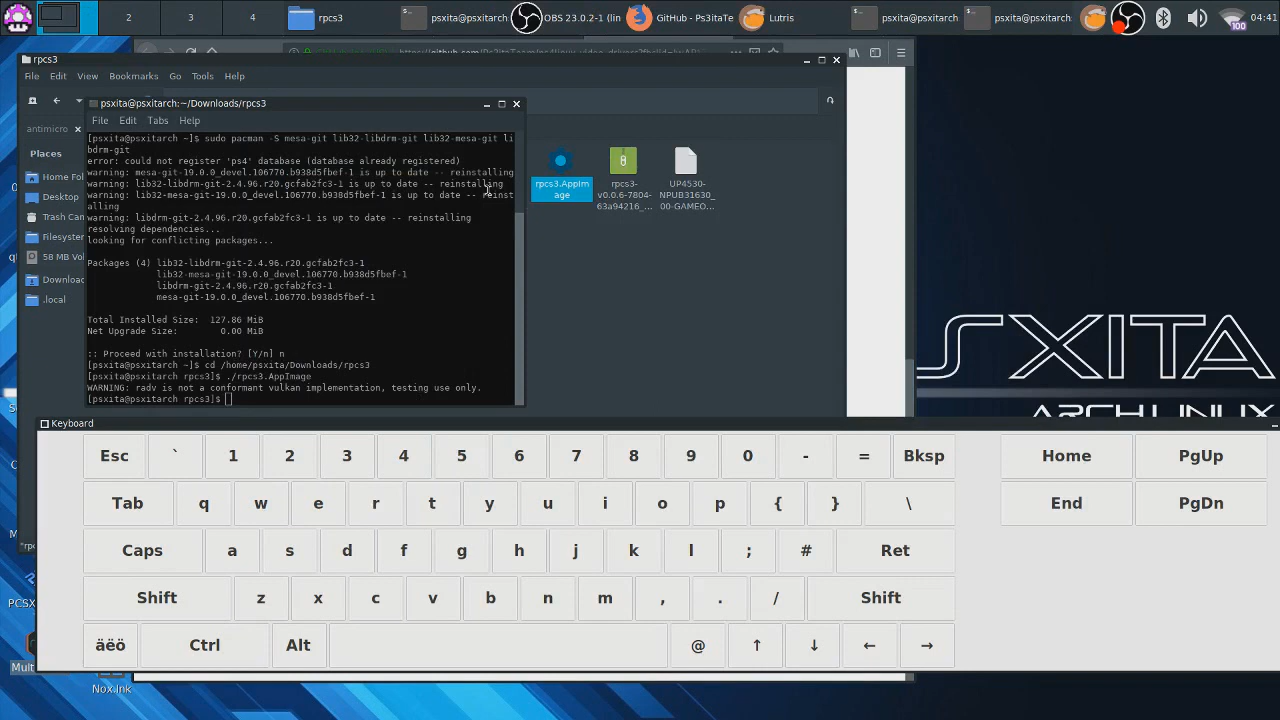 2
3
4
rpcs3
psxita@psxitarch
OBS 23.0.2-1 (lin
GitHub - Ps3itaTe
Lutris
psxita@psxitarch
psxita@psxitarch
100
04:41
rpcs3
File Edit View Bookmarks Go Tools Help
antimicro
Places
Home Fol
Desktop
Trash Can
Filesystem
58 MB Vol
Download
.local
psxita@psxitarch:~/Downloads/rpcs3
File Edit Tabs Help
[psxita@psxitarch ~]$ sudo pacman -S mesa-git lib32-libdrm-git lib32-mesa-git li
bdrm-git
error: could not register 'ps4' database (database already registered)
warning: mesa-git-19.0.0_devel.106770.b938d5fbef-1 is up to date -- reinstalling
warning: lib32-libdrm-git-2.4.96.r20.gcfab2fc3-1 is up to date -- reinstalling
warning: lib32-mesa-git-19.0.0_devel.106770.b938d5fbef-1 is up to date -- reinst
alling
warning: libdrm-git-2.4.96.r20.gcfab2fc3-1 is up to date -- reinstalling
resolving dependencies...
looking for conflicting packages...
Packages (4) lib32-libdrm-git-2.4.96.r20.gcfab2fc3-1
lib32-mesa-git-19.0.0_devel.106770.b938d5fbef-1
libdrm-git-2.4.96.r20.gcfab2fc3-1
mesa-git-19.0.0_devel.106770.b938d5fbef-1
Total Installed Size: 127.86 MiB
Net Upgrade Size: 0.00 MiB
:: Proceed with installation? [Y/n] n
[psxita@psxitarch ~]$ cd /home/psxita/Downloads/rpcs3
[psxita@psxitarch rpcs3]$ ./rpcs3.AppImage
WARNING: radv is not a conformant vulkan implementation, testing use only.
[psxita@psxitarch rpcs3]$
rpcs3.AppIm
age
rpcs3-
v0.0.6-7804-
63a94216_...
UP4530-
NPUB31630_
00-GAMEO...
SXITA
ARCH LINUX
Keyboard
Esc ` 1 2 3 4 5 6 7 8 9 0 - = Bksp Home PgUp
Tab q w e r t y u i o p { } \ End PgDn
Caps a s d f g h j k l ; # Ret
Shift z x c v b n m , . / Shift
äëö Ctrl Alt @ ↑ ↓ ← →
PCSX
Mult
Nox.lnk